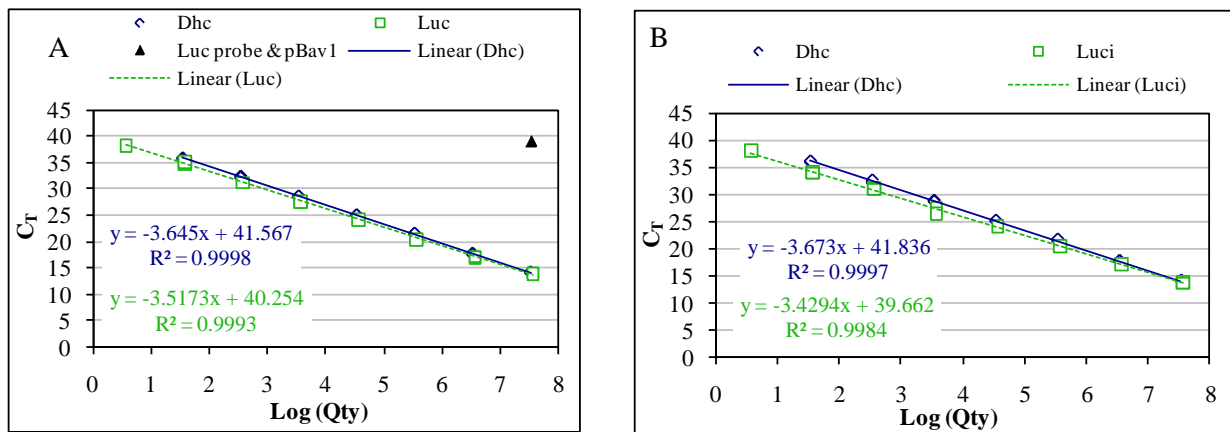 A
Dhc
Luc
Luc probe & pBav1
Linear (Dhc)
Linear (Luc)
45
40
35
30
25
20
15
10
5
0
C_T
y = -3.645x + 41.567
R² = 0.9998
y = -3.5173x + 40.254
R² = 0.9993
0 1 2 3 4 5 6 7 8
Log (Qty)
B
Dhc
Luci
Linear (Dhc)
Linear (Luci)
45
40
35
30
25
20
15
10
5
0
C_T
y = -3.673x + 41.836
R² = 0.9997
y = -3.4294x + 39.662
R² = 0.9984
0 1 2 3 4 5 6 7 8
Log (Qty)